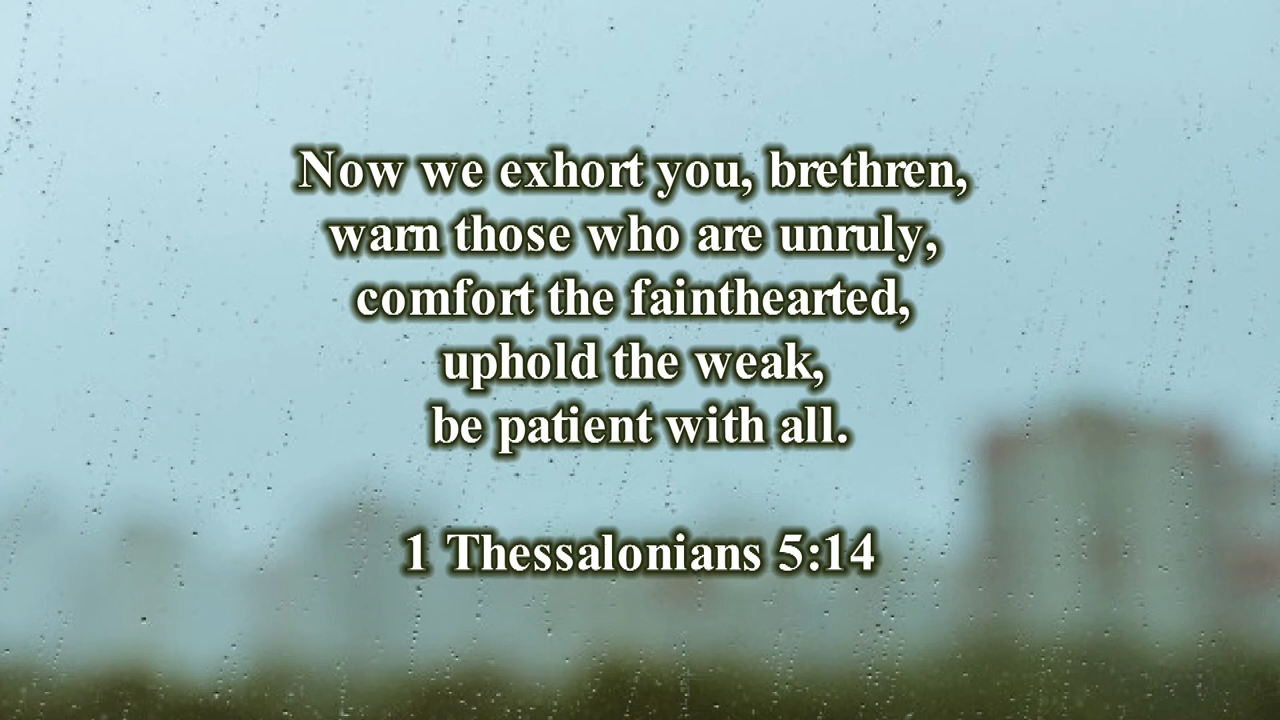 Now we exhort you, brethren,
warn those who are unruly,
comfort the fainthearted,
uphold the weak,
be patient with all.
1 Thessalonians 5:14